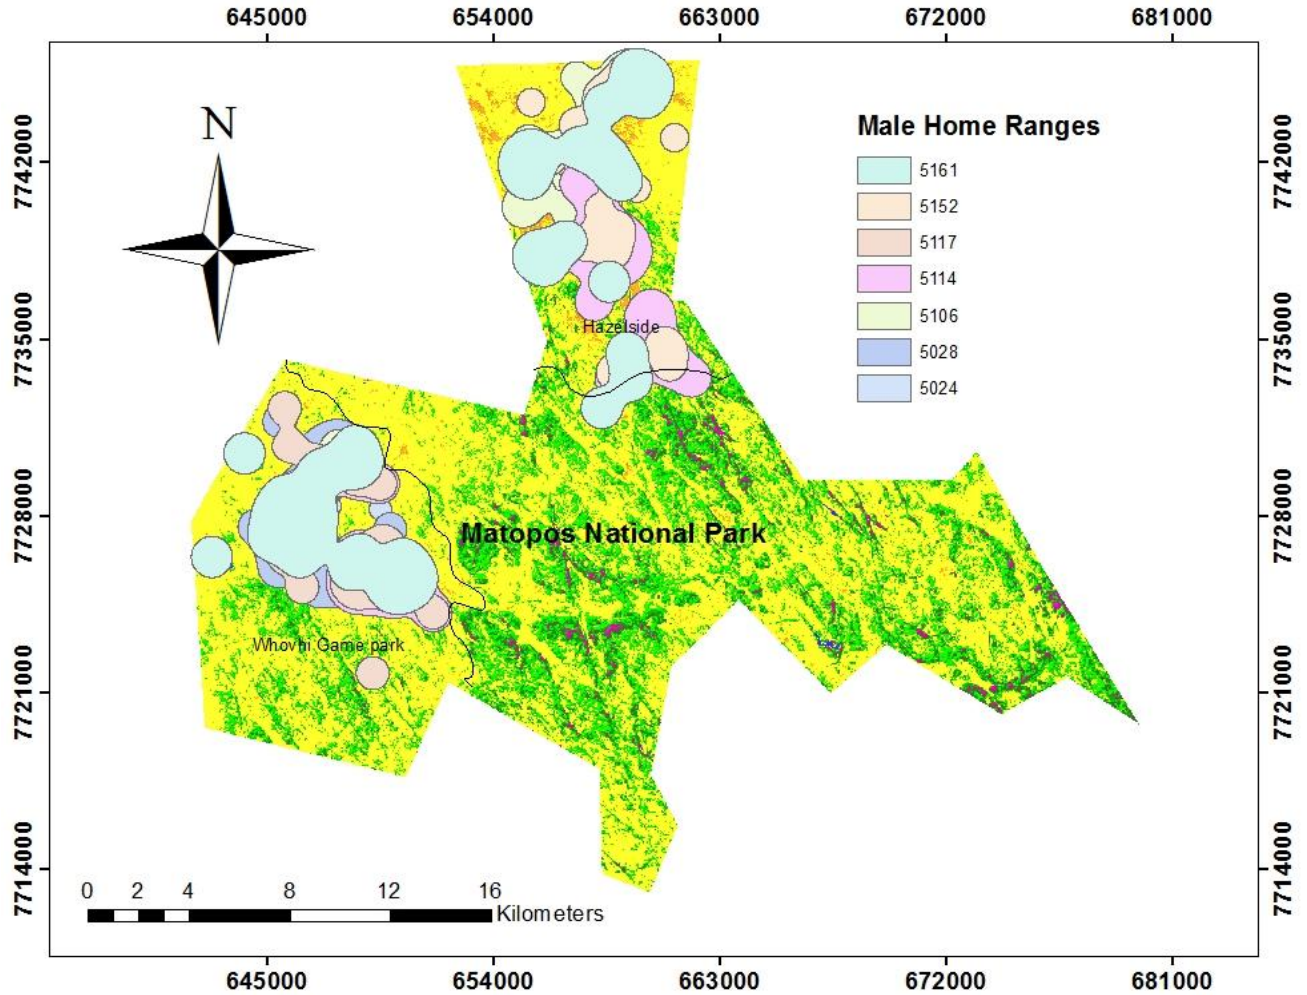 645000 654000 663000 672000 681000
N
Male Home Ranges
5161
5152
5117
5114
5106
5028
5024
7742000 7742000
7735000 7735000
7728000 7728000
7721000 7721000
7714000 7714000
Hazelside
Matopos National Park
Whovhi Game park
0 2 4 8 12 16
Kilometers
645000 654000 663000 672000 681000